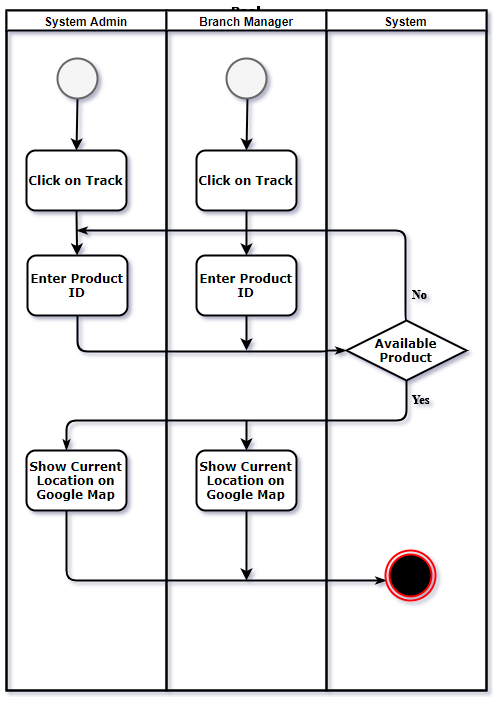 System Admin
Branch Manager
System
Click on Track
Click on Track
Enter Product
ID
Enter Product
ID
No
Available
Product
Yes
Show Current
Location on
Google Map
Show Current
Location on
Google Map